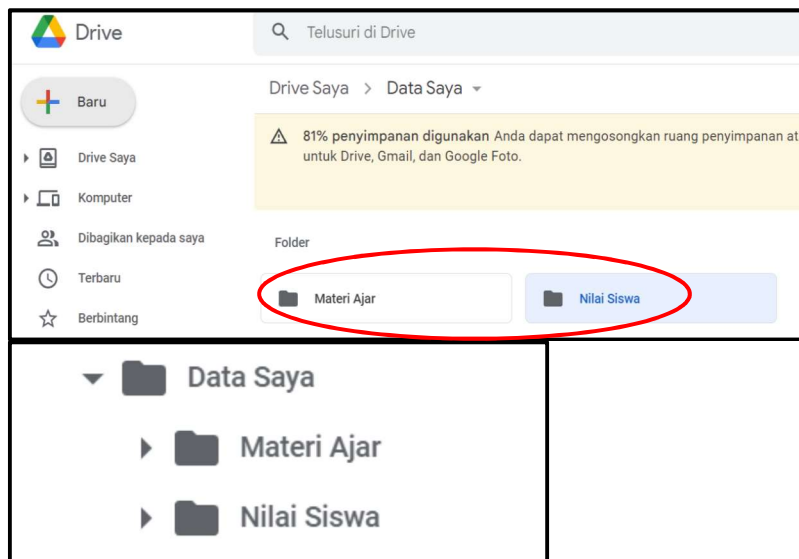 Drive
Telusuri di Drive
Baru
Drive Saya > Data Saya
81% penyimpanan digunakan Anda dapat mengosongkan ruang penyimpanan at
untuk Drive, Gmail, dan Google Foto.
Drive Saya
Komputer
Dibagikan kepada saya
Terbaru
Berbintang
Folder
Materi Ajar
Nilai Siswa
Data Saya
Materi Ajar
Nilai Siswa